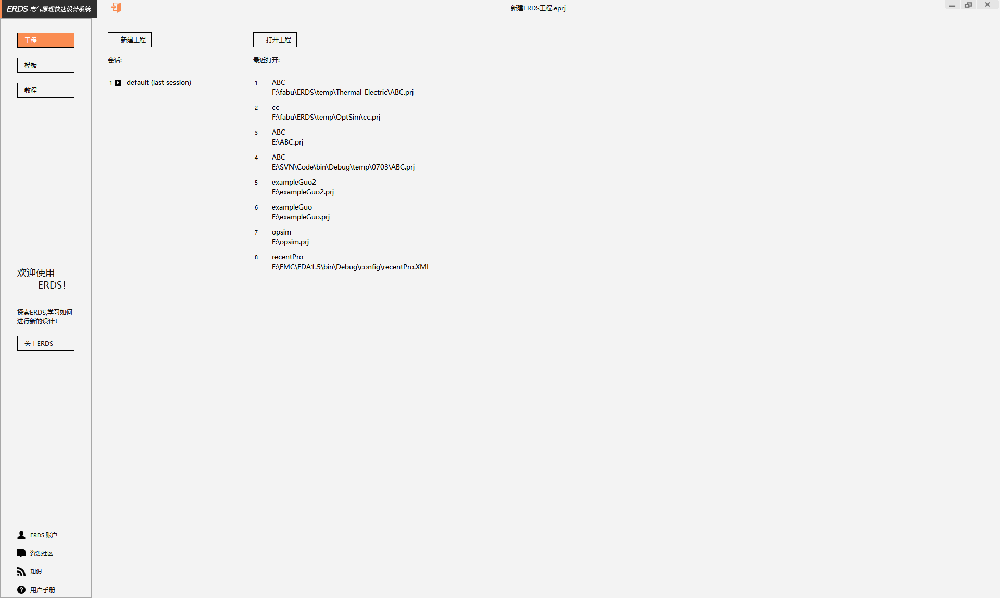 ERDS 电气原理快速设计系统
新建ERDS工程.eprj
工程
模板
教程
欢迎使用
ERDS!
探索ERDS,学习如何
进行新的设计!
关于ERDS
ERDS 账户
资源社区
知识
用户手册
· 新建工程
会话:
1 default (last session)
· 打开工程
最近打开:
1 ABC
F:\fabu\ERDS\temp\Thermal_Electric\ABC.prj
2 cc
F:\fabu\ERDS\temp\OptSim\cc.prj
3 ABC
E:\ABC.prj
4 ABC
E:\SVN\Code\bin\Debug\temp\0703\ABC.prj
5 exampleGuo2
E:\exampleGuo2.prj
6 exampleGuo
E:\exampleGuo.prj
7 opsim
E:\opsim.prj
8 recentPro
E:\EMC\EDA1.5\bin\Debug\config\recentPro.XML